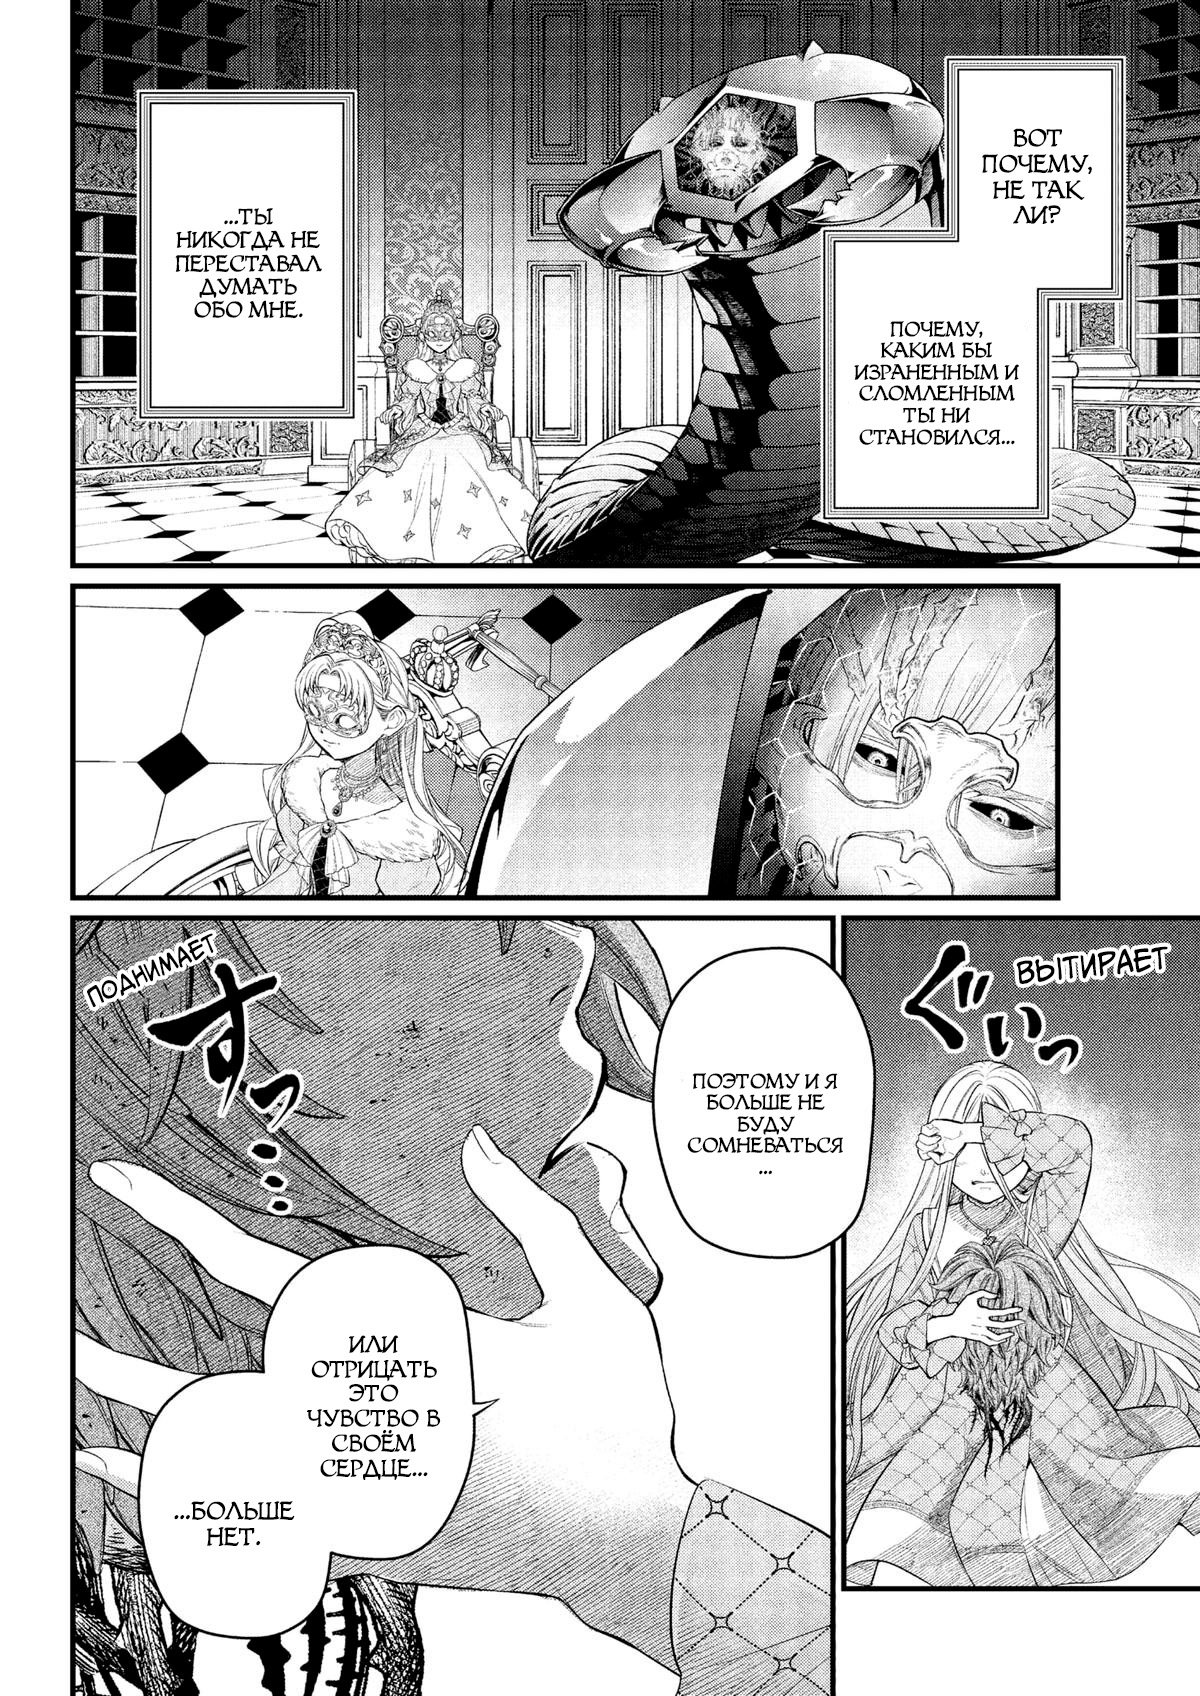 ВОТ
ПОЧЕМУ,
НЕ ТАК
ЛИ?
ПОЧЕМУ,
КАКИМ БЫ
ИЗРАНЕННЫМ И
СЛОМЛЕННЫМ
ТЫ НИ
СТАНОВИЛСЯ...
...ТЫ
НИКОГДА НЕ
ПЕРЕСТАВАЛ
ДУМАТЬ
ОБО МНЕ.
ВЫТИРАЕТ
ぐいっ
ПОЭТОМУ И Я
БОЛЬШЕ НЕ
БУДУ
СОМНЕВАТЬСЯ
...
ПОДНИМАЕТ
すっ...
ИЛИ
ОТРИЦАТЬ
ЭТО
ЧУВСТВО В
СВОЁМ
СЕРДЦЕ...
...БОЛЬШЕ
НЕТ.